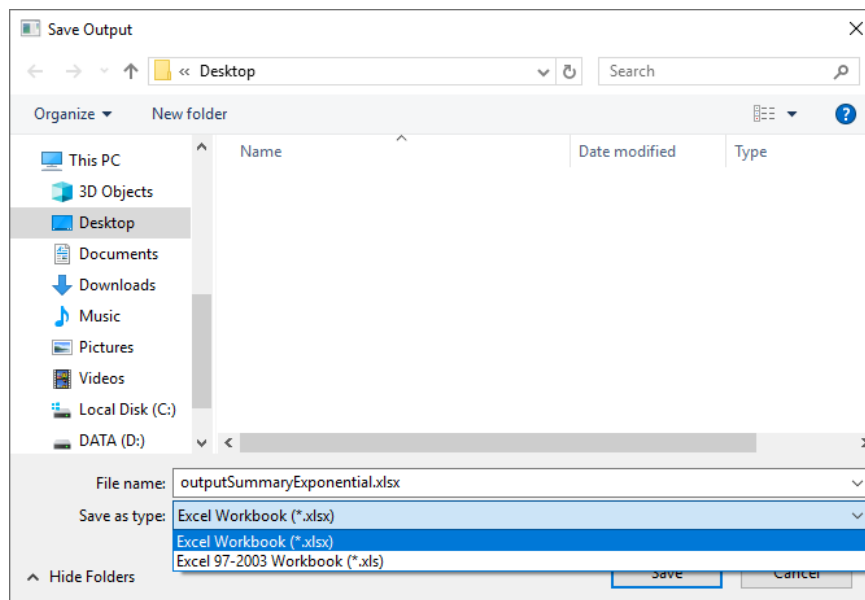 Save Output
« Desktop
Search
Organize
New folder
?
Name
Date modified
Type
This PC
3D Objects
Desktop
Documents
Downloads
Music
Pictures
Videos
Local Disk (C:)
DATA (D:)
File name: outputSummaryExponential.xlsx
Save as type: Excel Workbook (*.xlsx)
Excel Workbook (*.xlsx)
Excel 97-2003 Workbook (*.xls)
Hide Folders
Save
Cancel